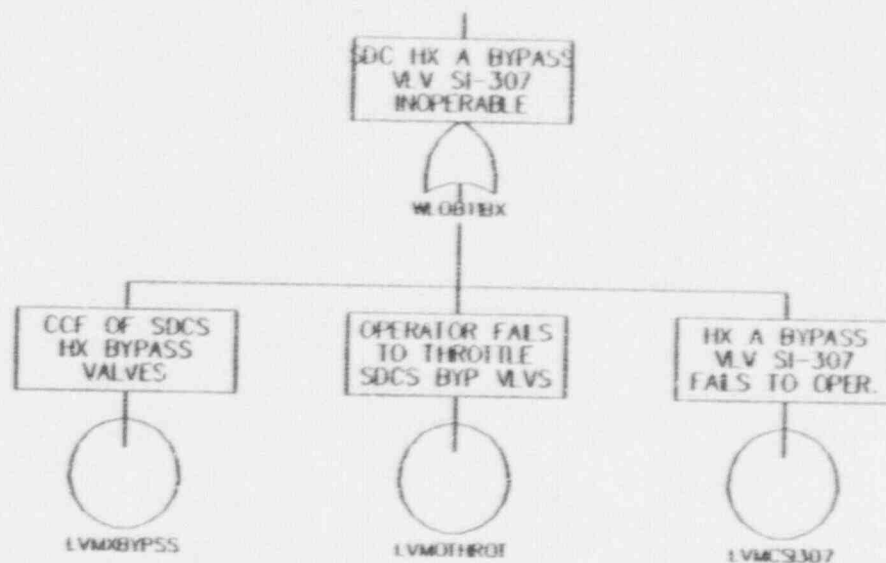 SDC HX A BYPASS
VLV SI-307
INOPERABLE
CCF OF SDCS
HX BYPASS
VALVES
OPERATOR FAILS
TO THROTTLE
SDCS BYP VLVS
HX A BYPASS
VLV SI-307
FAILS TO OPER.
LVMXBYPSS
LVMOTHROT
LVMCSI307